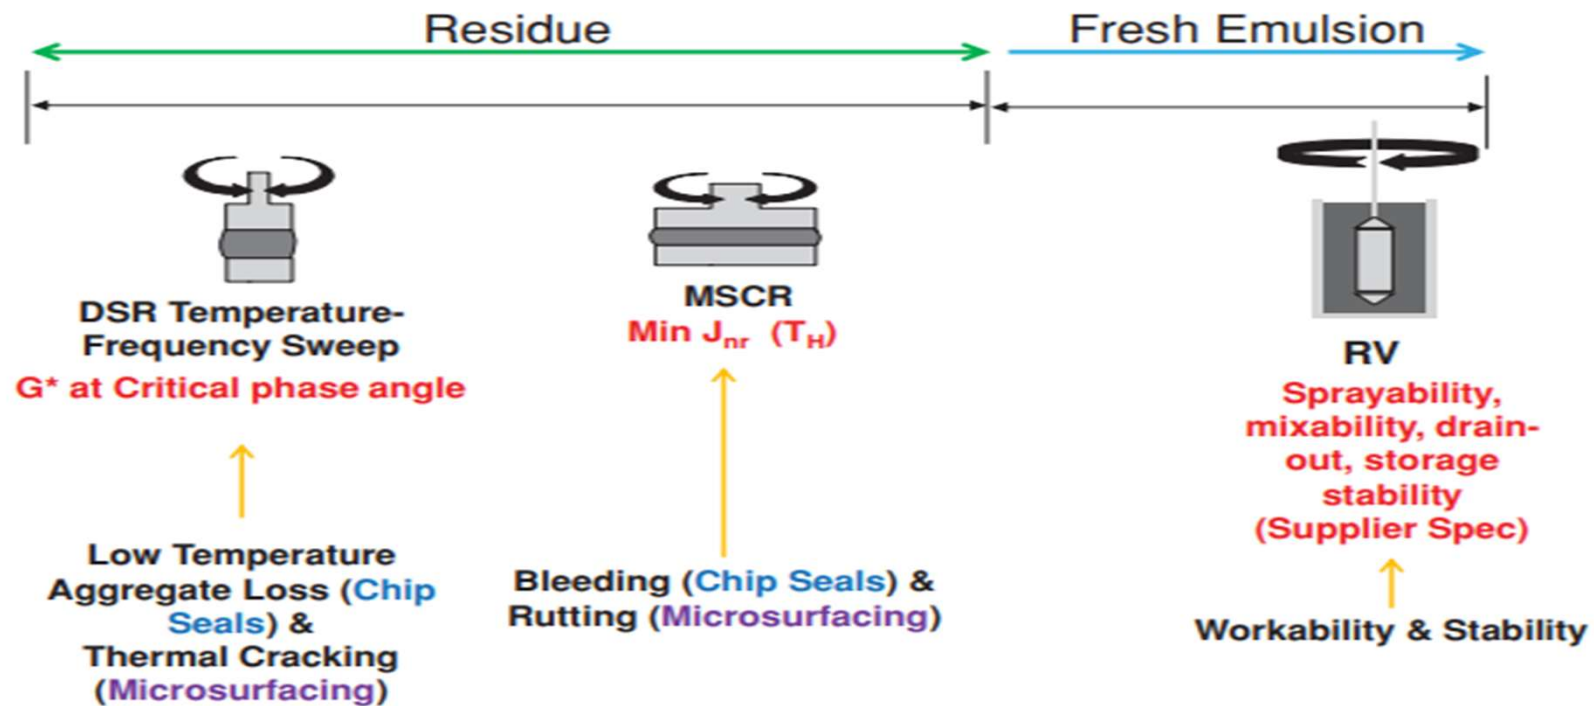 Residue
Fresh Emulsion
DSR Temperature-
Frequency Sweep
G* at Critical phase angle
Low Temperature
Aggregate Loss (Chip
Seals) &
Thermal Cracking
(Microsurfacing)
MSCR
Min Jnr (TH)
Bleeding (Chip Seals) &
Rutting (Microsurfacing)
RV
Sprayability,
mixability, drain-
out, storage
stability
(Supplier Spec)
Workability & Stability